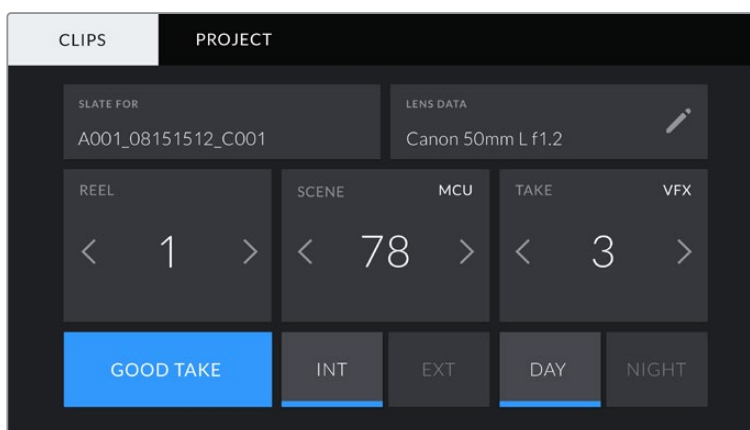 CLIPS PROJECT
SLATE FOR LENS DATA
A001_08151512_C001 Canon 50mm L f1.2
REEL SCENE MCU TAKE VFX
1 78 3
GOOD TAKE INT EXT DAY NIGHT